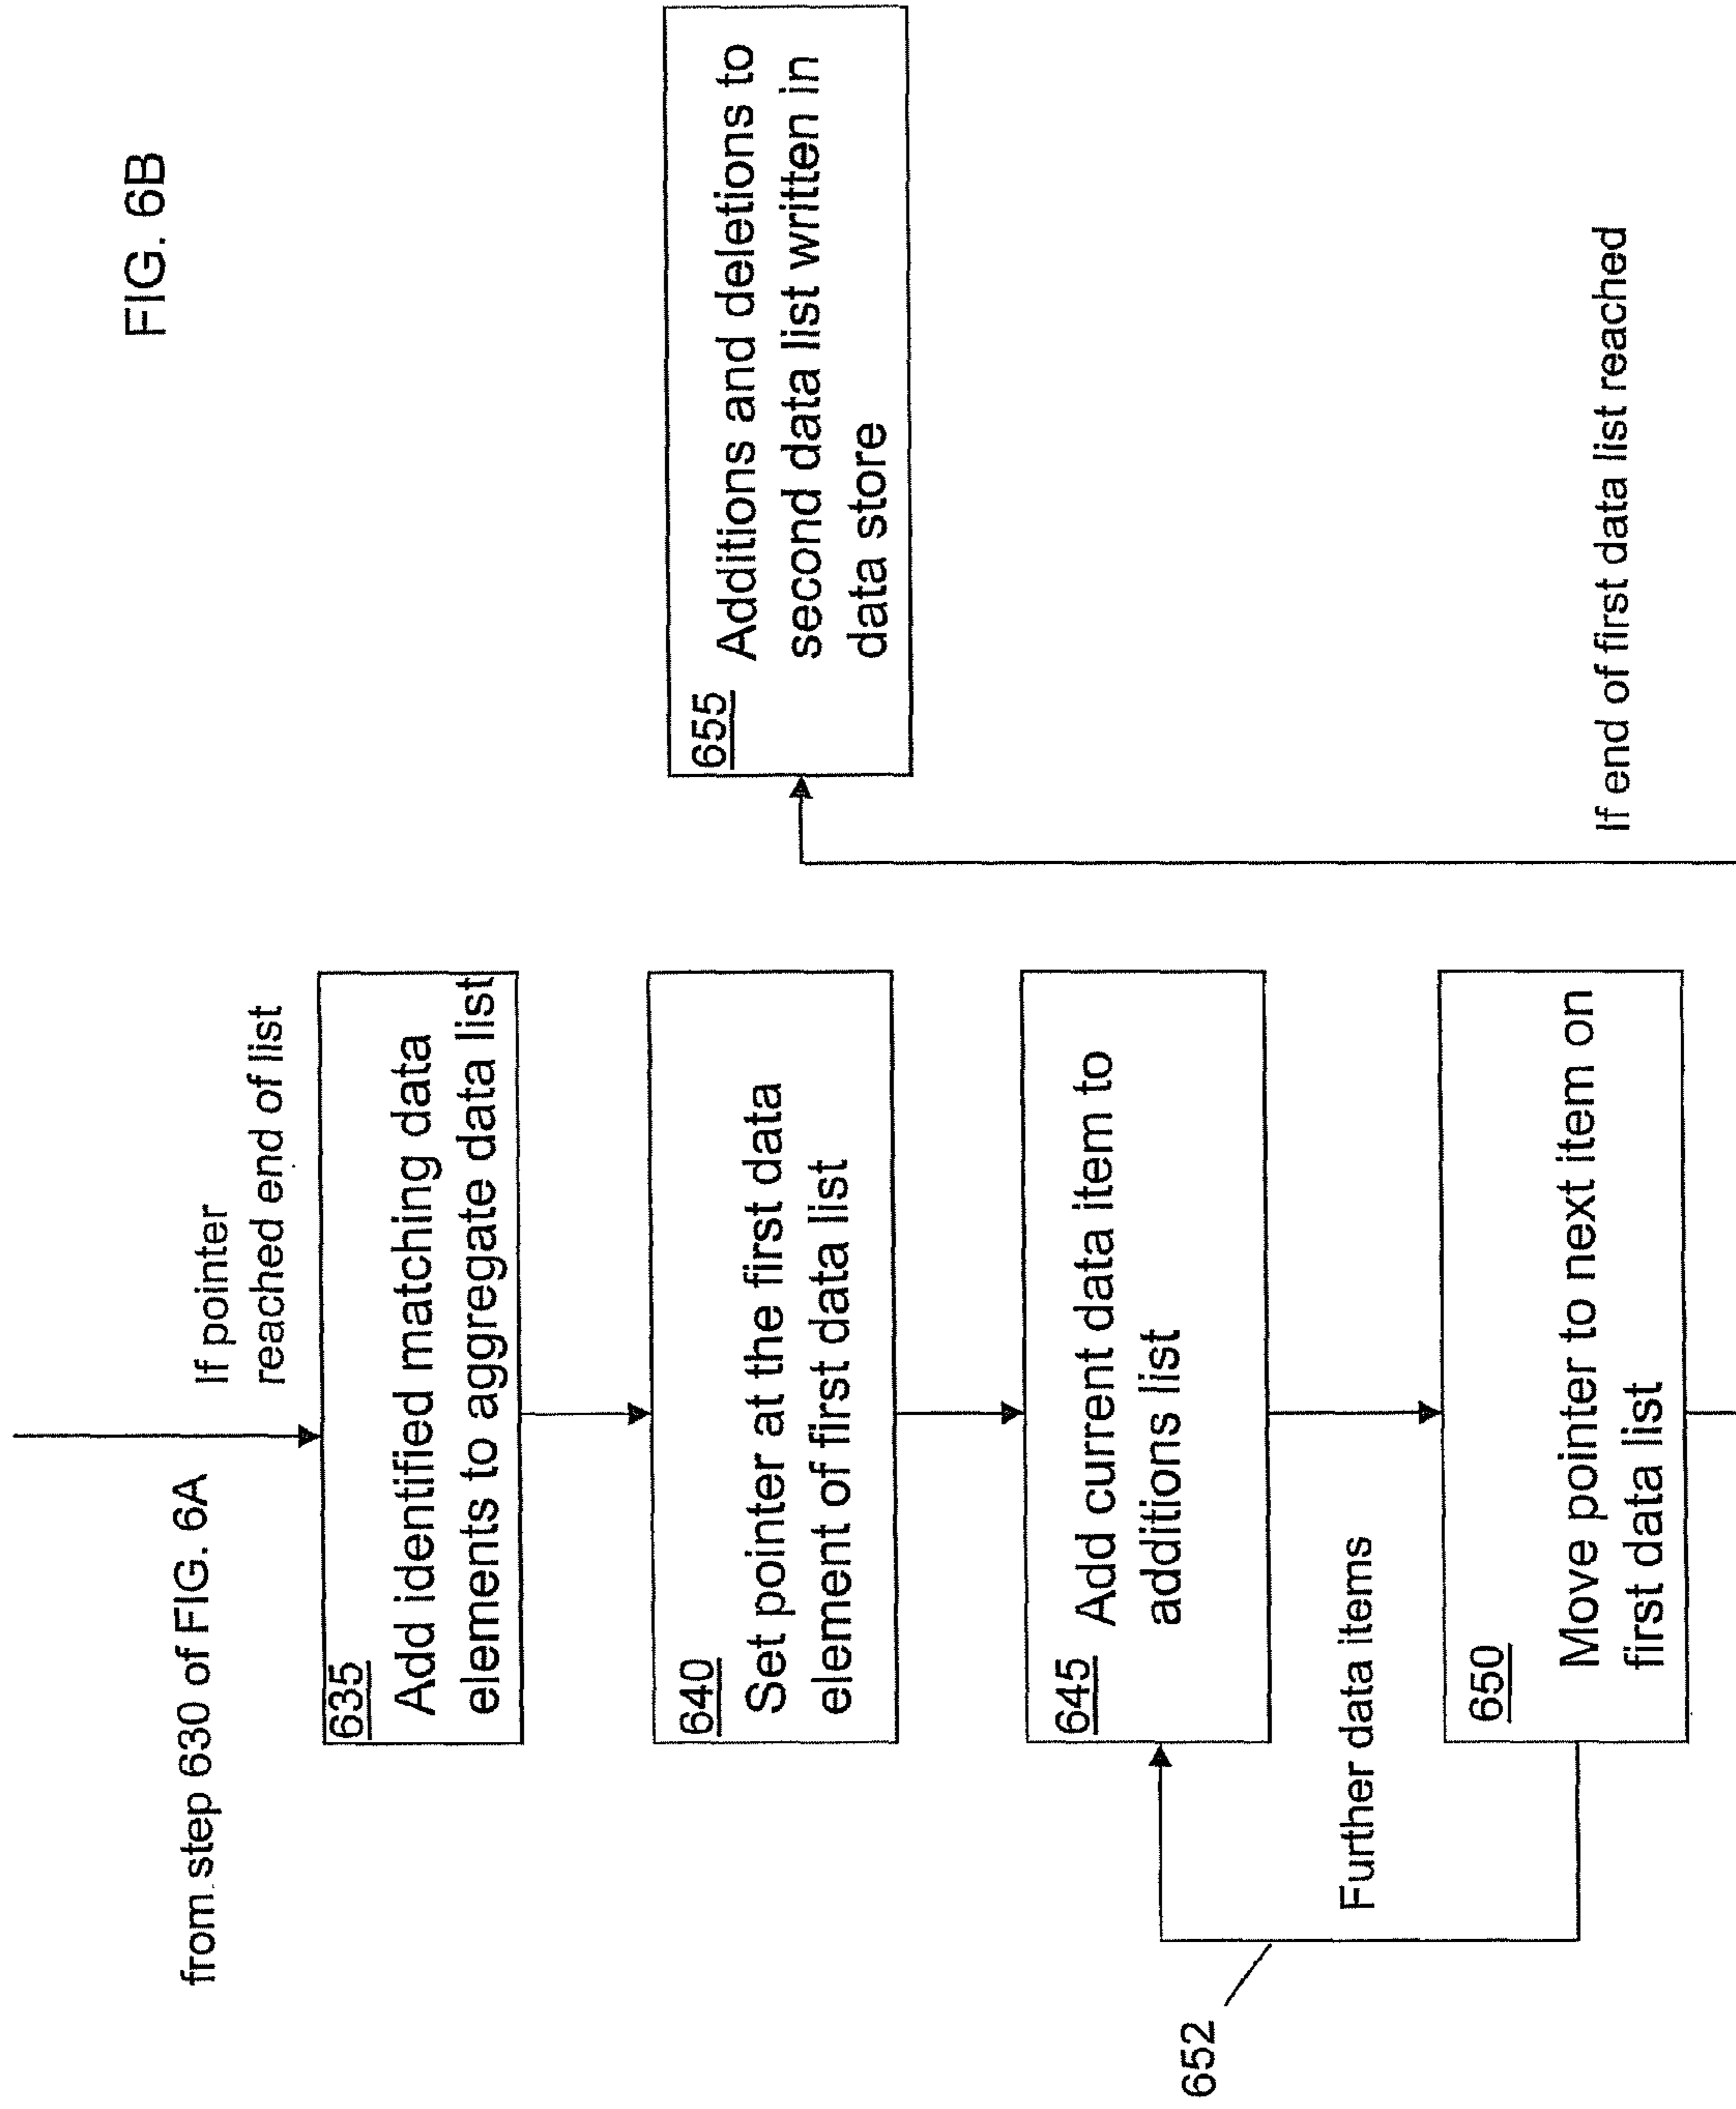 FIG. 6B
from step 630 of FIG. 6A
If pointer
reached end of list
635
Add identified matching data
elements to aggregate data list
640
Set pointer at the first data
element of first data list
645 Add current data item to
additions list
652
Further data items
650
Move pointer to next item on
first data list
If end of first data list reached
655
Additions and deletions to
second data list written in
data store